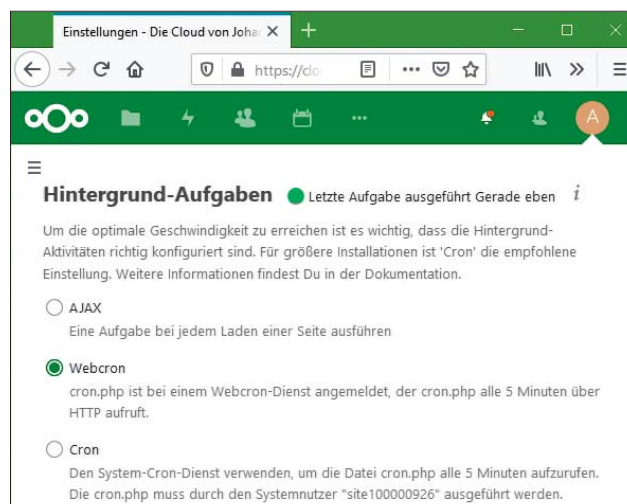 Einstellungen - Die Cloud von Joha
https://clo
A
Hintergrund-Aufgaben Letzte Aufgabe ausgeführt Gerade eben i
Um die optimale Geschwindigkeit zu erreichen ist es wichtig, dass die Hintergrund-
Aktivitäten richtig konfiguriert sind. Für größere Installationen ist 'Cron' die empfohlene
Einstellung. Weitere Informationen findest Du in der Dokumentation.
AJAX
Eine Aufgabe bei jedem Laden einer Seite ausführen
Webcron
cron.php ist bei einem Webcron-Dienst angemeldet, der cron.php alle 5 Minuten über
HTTP aufruft.
Cron
Den System-Cron-Dienst verwenden, um die Datei cron.php alle 5 Minuten aufzurufen.
Die cron.php muss durch den Systemnutzer "site100000926" ausgeführt werden.